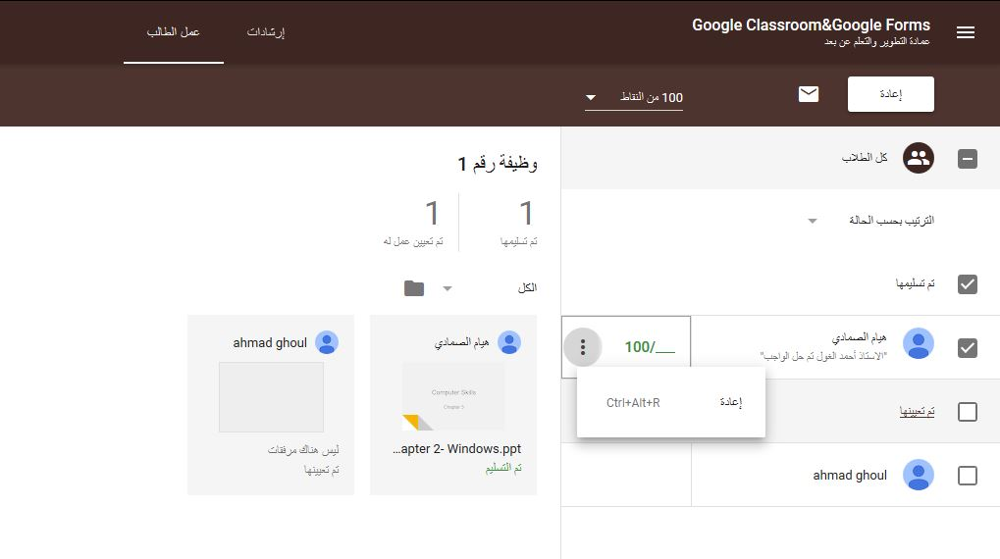 Google Classroom&Google Forms
عمادة التطوير والتعلم عن بعد
إرشادات
عمل الطالب
إعادة
100 من النقاط
كل الطلاب
الترتيب بحسب الحالة
تم تسليمها
هيام الصمادي
"الاستاذ أحمد الغول تم حل الواجب"
100/__
إعادة
Ctrl+Alt+R
تم تعيينها
ahmad ghoul
وظيفة رقم 1
1
تم تسليمها
1
تم تعيين عمل له
الكل
هيام الصمادي
Computer Skills
Chapter 3
...apter 2- Windows.ppt
تم التسليم
ahmad ghoul
ليس هناك مرفقات
تم تعيينها